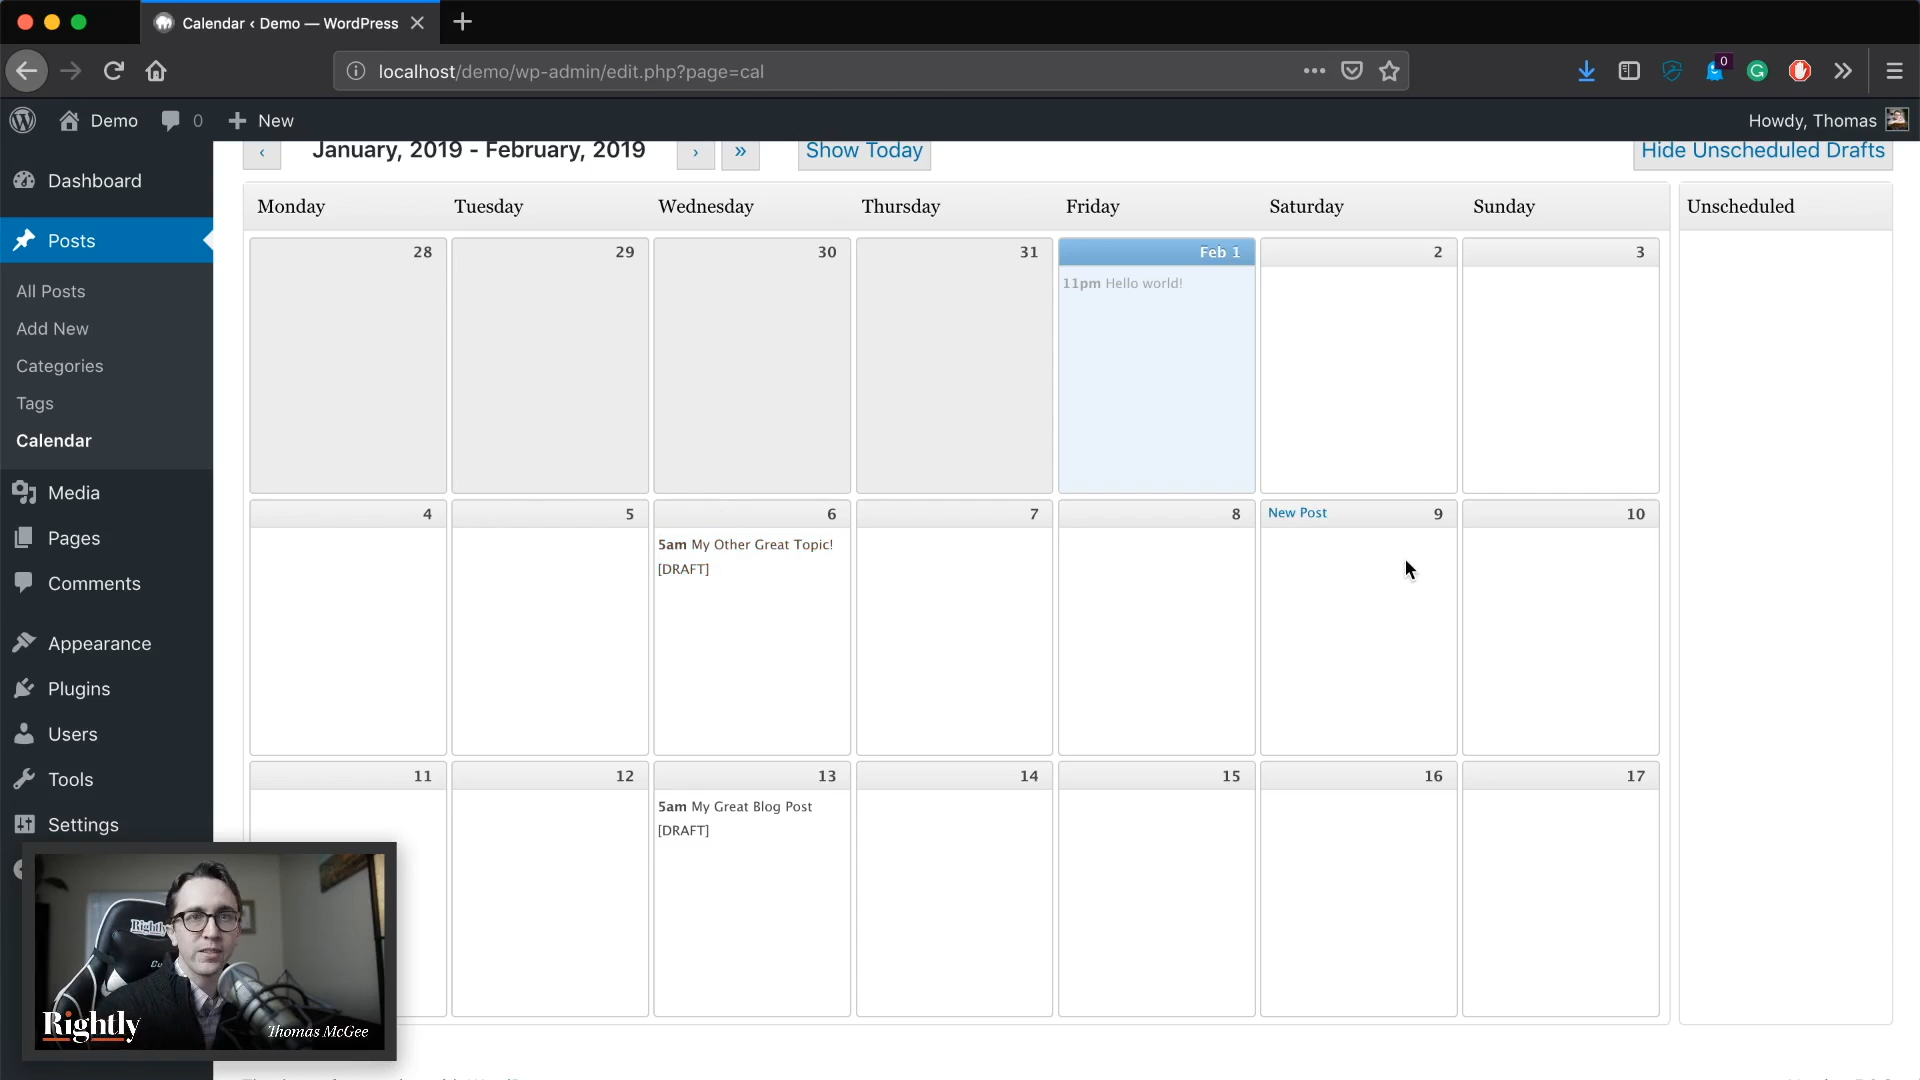 Calendar ‹ Demo — WordPress
localhost/demo/wp-admin/edit.php?page=cal
0
Demo
0
New
Howdy, Thomas
‹
January, 2019 - February, 2019
›
»
Show Today
Hide Unscheduled Drafts
Dashboard
Posts
All Posts
Add New
Categories
Tags
Calendar
Media
Pages
Comments
Appearance
Plugins
Users
Tools
Settings
Monday
Tuesday
Wednesday
Thursday
Friday
Saturday
Sunday
Unscheduled
28
29
30
31
Feb 1
2
3
11pm Hello world!
4
5
6
7
8
New Post
9
10
5am My Other Great Topic!
[DRAFT]
11
12
13
14
15
16
17
5am My Great Blog Post
[DRAFT]
Rightly
Rightly
Thomas McGee